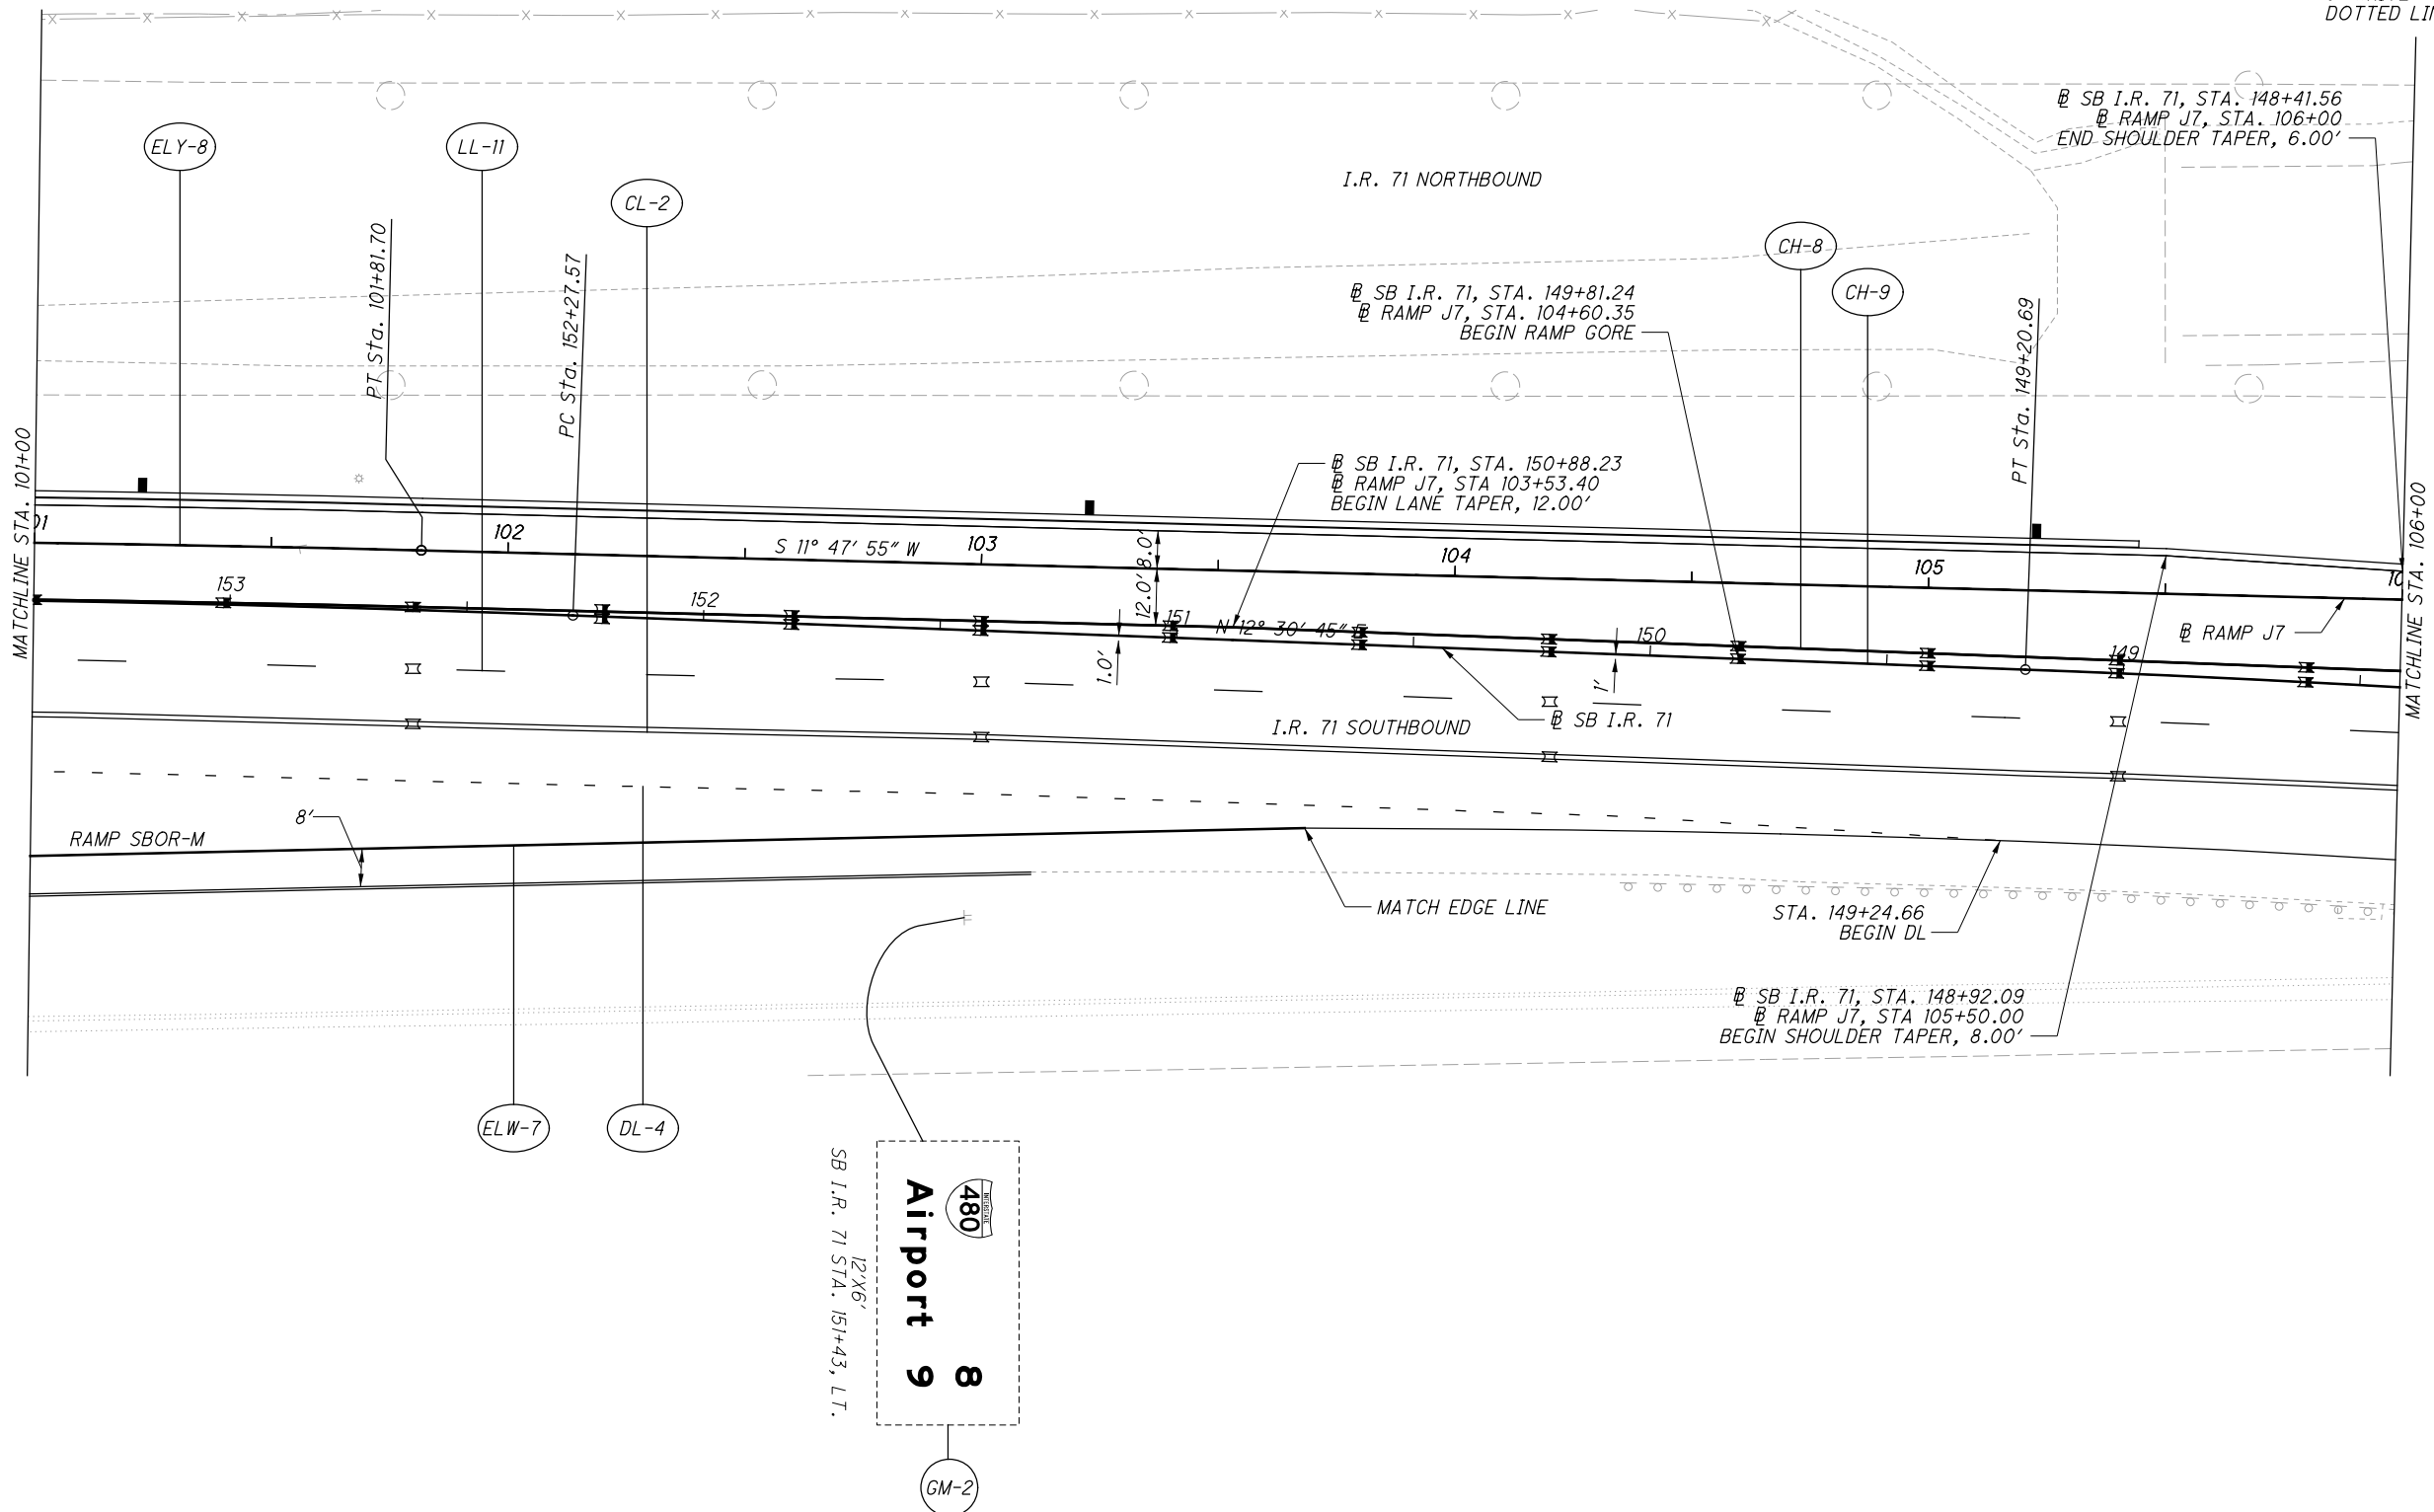 DOTTED LIN
℄ SB I.R. 71, STA. 148+41.56
℄ RAMP J7, STA. 106+00
END SHOULDER TAPER, 6.00'
ELY-8
LL-11
CL-2
I.R. 71 NORTHBOUND
CH-8
CH-9
PT Sta. 101+81.70
PC Sta. 152+27.57
℄ SB I.R. 71, STA. 149+81.24
℄ RAMP J7, STA. 104+60.35
BEGIN RAMP GORE
PT Sta. 149+20.69
℄ SB I.R. 71, STA. 150+88.23
℄ RAMP J7, STA 103+53.40
BEGIN LANE TAPER, 12.00'
MATCHLINE STA. 101+00
MATCHLINE STA. 106+00
01
102
S 11° 47' 55" W
103
104
105
10
8.0'
12.0'
153
152
151
N 12° 30' 45" E
150
149
℄ RAMP J7
1.0'
1'
℄ SB I.R. 71
I.R. 71 SOUTHBOUND
8'
RAMP SBOR-M
MATCH EDGE LINE
STA. 149+24.66
BEGIN DL
℄ SB I.R. 71, STA. 148+92.09
℄ RAMP J7, STA 105+50.00
BEGIN SHOULDER TAPER, 8.00'
ELW-7
DL-4
INTERSTATE
480 8
Airport 9
12'X6'
SB I.R. 71 STA. 151+43, LT.
GM-2